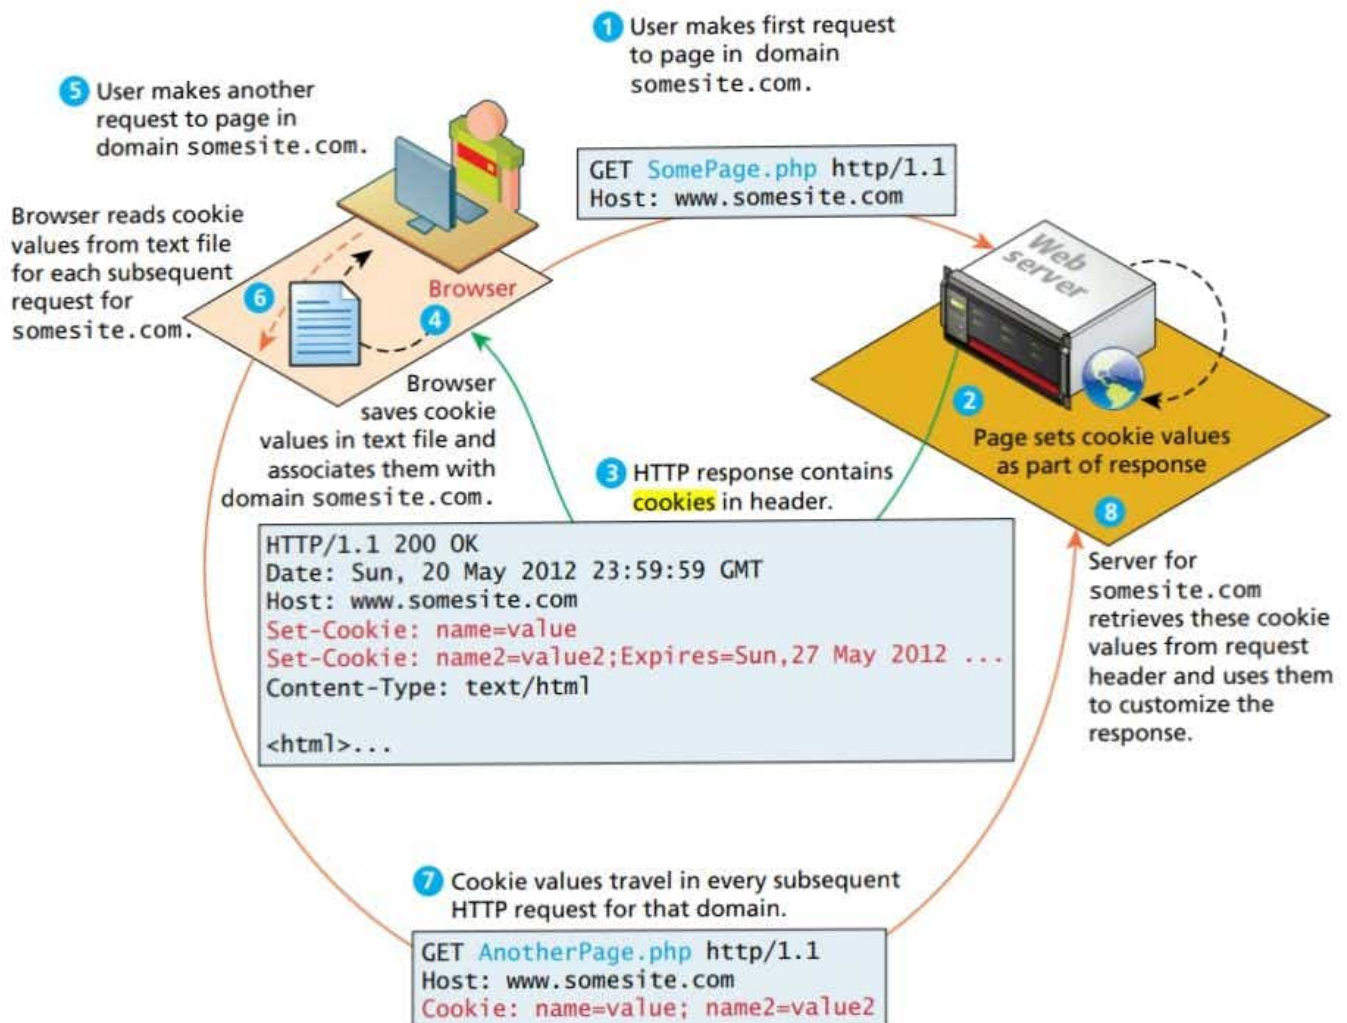 1 User makes first request
to page in domain
somesite.com.
5 User makes another
request to page in
domain somesite.com.
GET SomePage.php http/1.1
Host: www.somesite.com
Browser reads cookie
values from text file
for each subsequent
request for
somesite.com.
6
Browser
4
Web
server
Browser
saves cookie
values in text file and
associates them with
domain somesite.com.
2
Page sets cookie values
as part of response
3 HTTP response contains
cookies in header.
8
Server for
somesite.com
retrieves these cookie
values from request
header and uses them
to customize the
response.
HTTP/1.1 200 OK
Date: Sun, 20 May 2012 23:59:59 GMT
Host: www.somesite.com
Set-Cookie: name=value
Set-Cookie: name2=value2;Expires=Sun,27 May 2012 ...
Content-Type: text/html
<html>...
7 Cookie values travel in every subsequent
HTTP request for that domain.
GET AnotherPage.php http/1.1
Host: www.somesite.com
Cookie: name=value; name2=value2